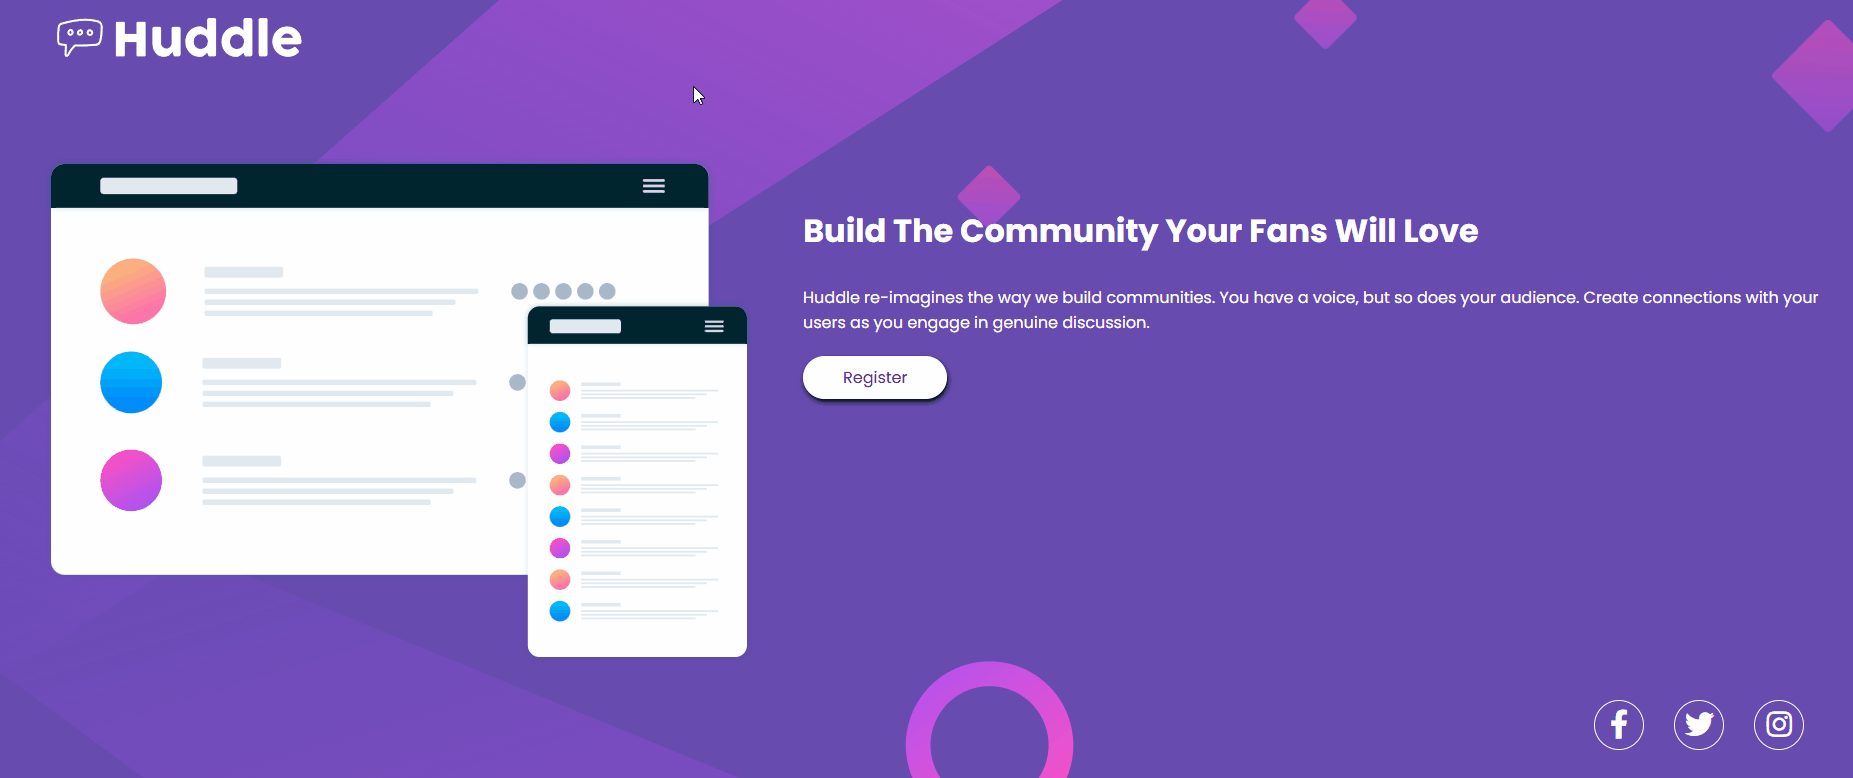 Huddle
Build The Community Your Fans Will Love
Huddle re-imagines the way we build communities. You have a voice, but so does your audience. Create connections with your
users as you engage in genuine discussion.
Register